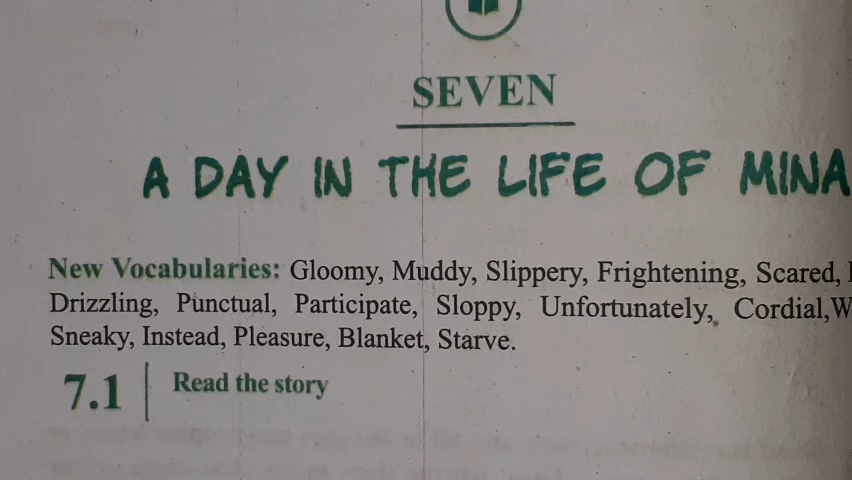 SEVEN
A DAY IN THE LIFE OF MINA
New Vocabularies: Gloomy, Muddy, Slippery, Frightening, Scared,
Drizzling, Punctual, Participate, Sloppy, Unfortunately, Cordial,
Sneaky, Instead, Pleasure, Blanket, Starve.
7.1 Read the story